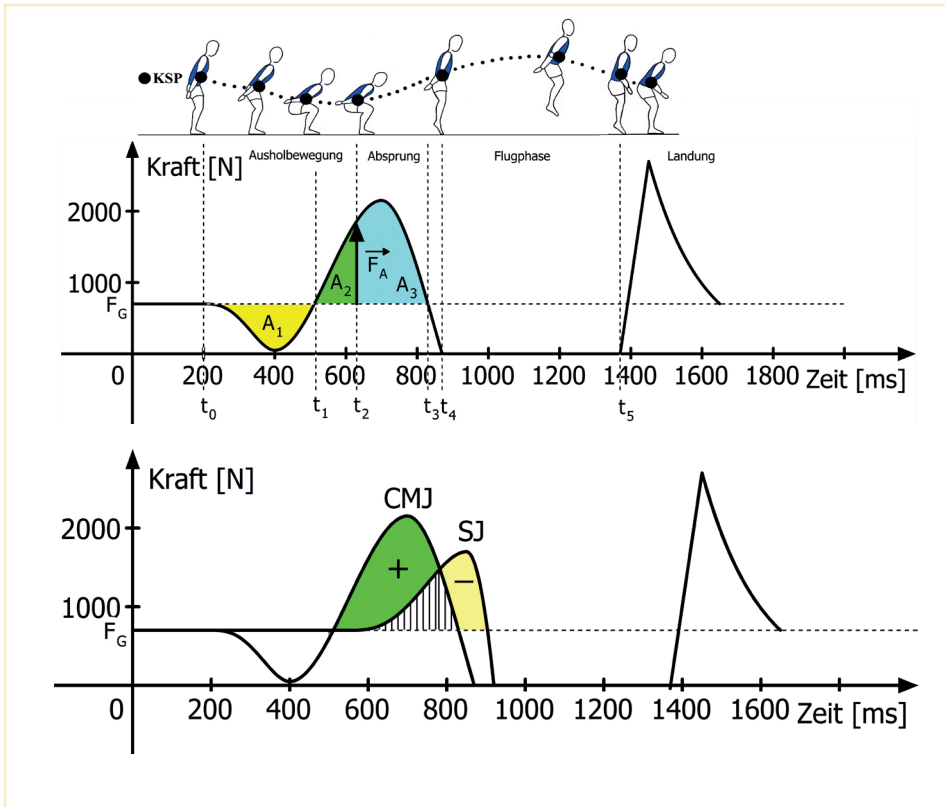 KSP
Ausholbewegung Absprung Flugphase Landung
Kraft [N]
2000
1000
F_G
A_1 A_2 F_A A_3
0 200 400 600 800 1000 1200 1400 1600 1800 Zeit [ms]
t_0 t_1 t_2 t_3 t_4 t_5
Kraft [N]
CMJ
SJ
2000
+ −
1000
F_G
0 200 400 600 800 1000 1200 1400 1600 Zeit [ms]